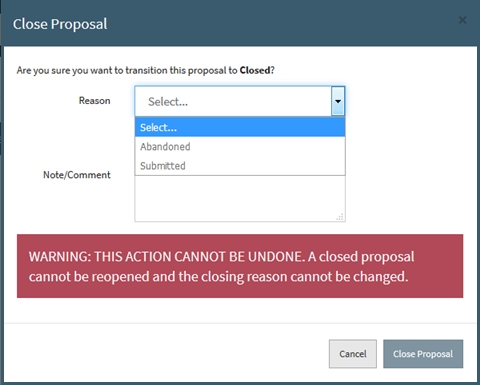 Close Proposal
×
Are you sure you want to transition this proposal to Closed?
Reason
Select...
Select...
Abandoned
Submitted
Note/Comment
WARNING: THIS ACTION CANNOT BE UNDONE. A closed proposal
cannot be reopened and the closing reason cannot be changed.
Cancel
Close Proposal